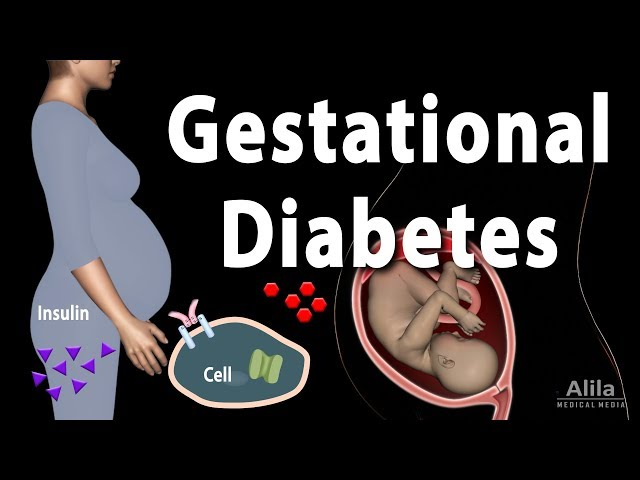 Gestational
Diabetes
Insulin
Cell
Alila
MEDICAL MEDIA